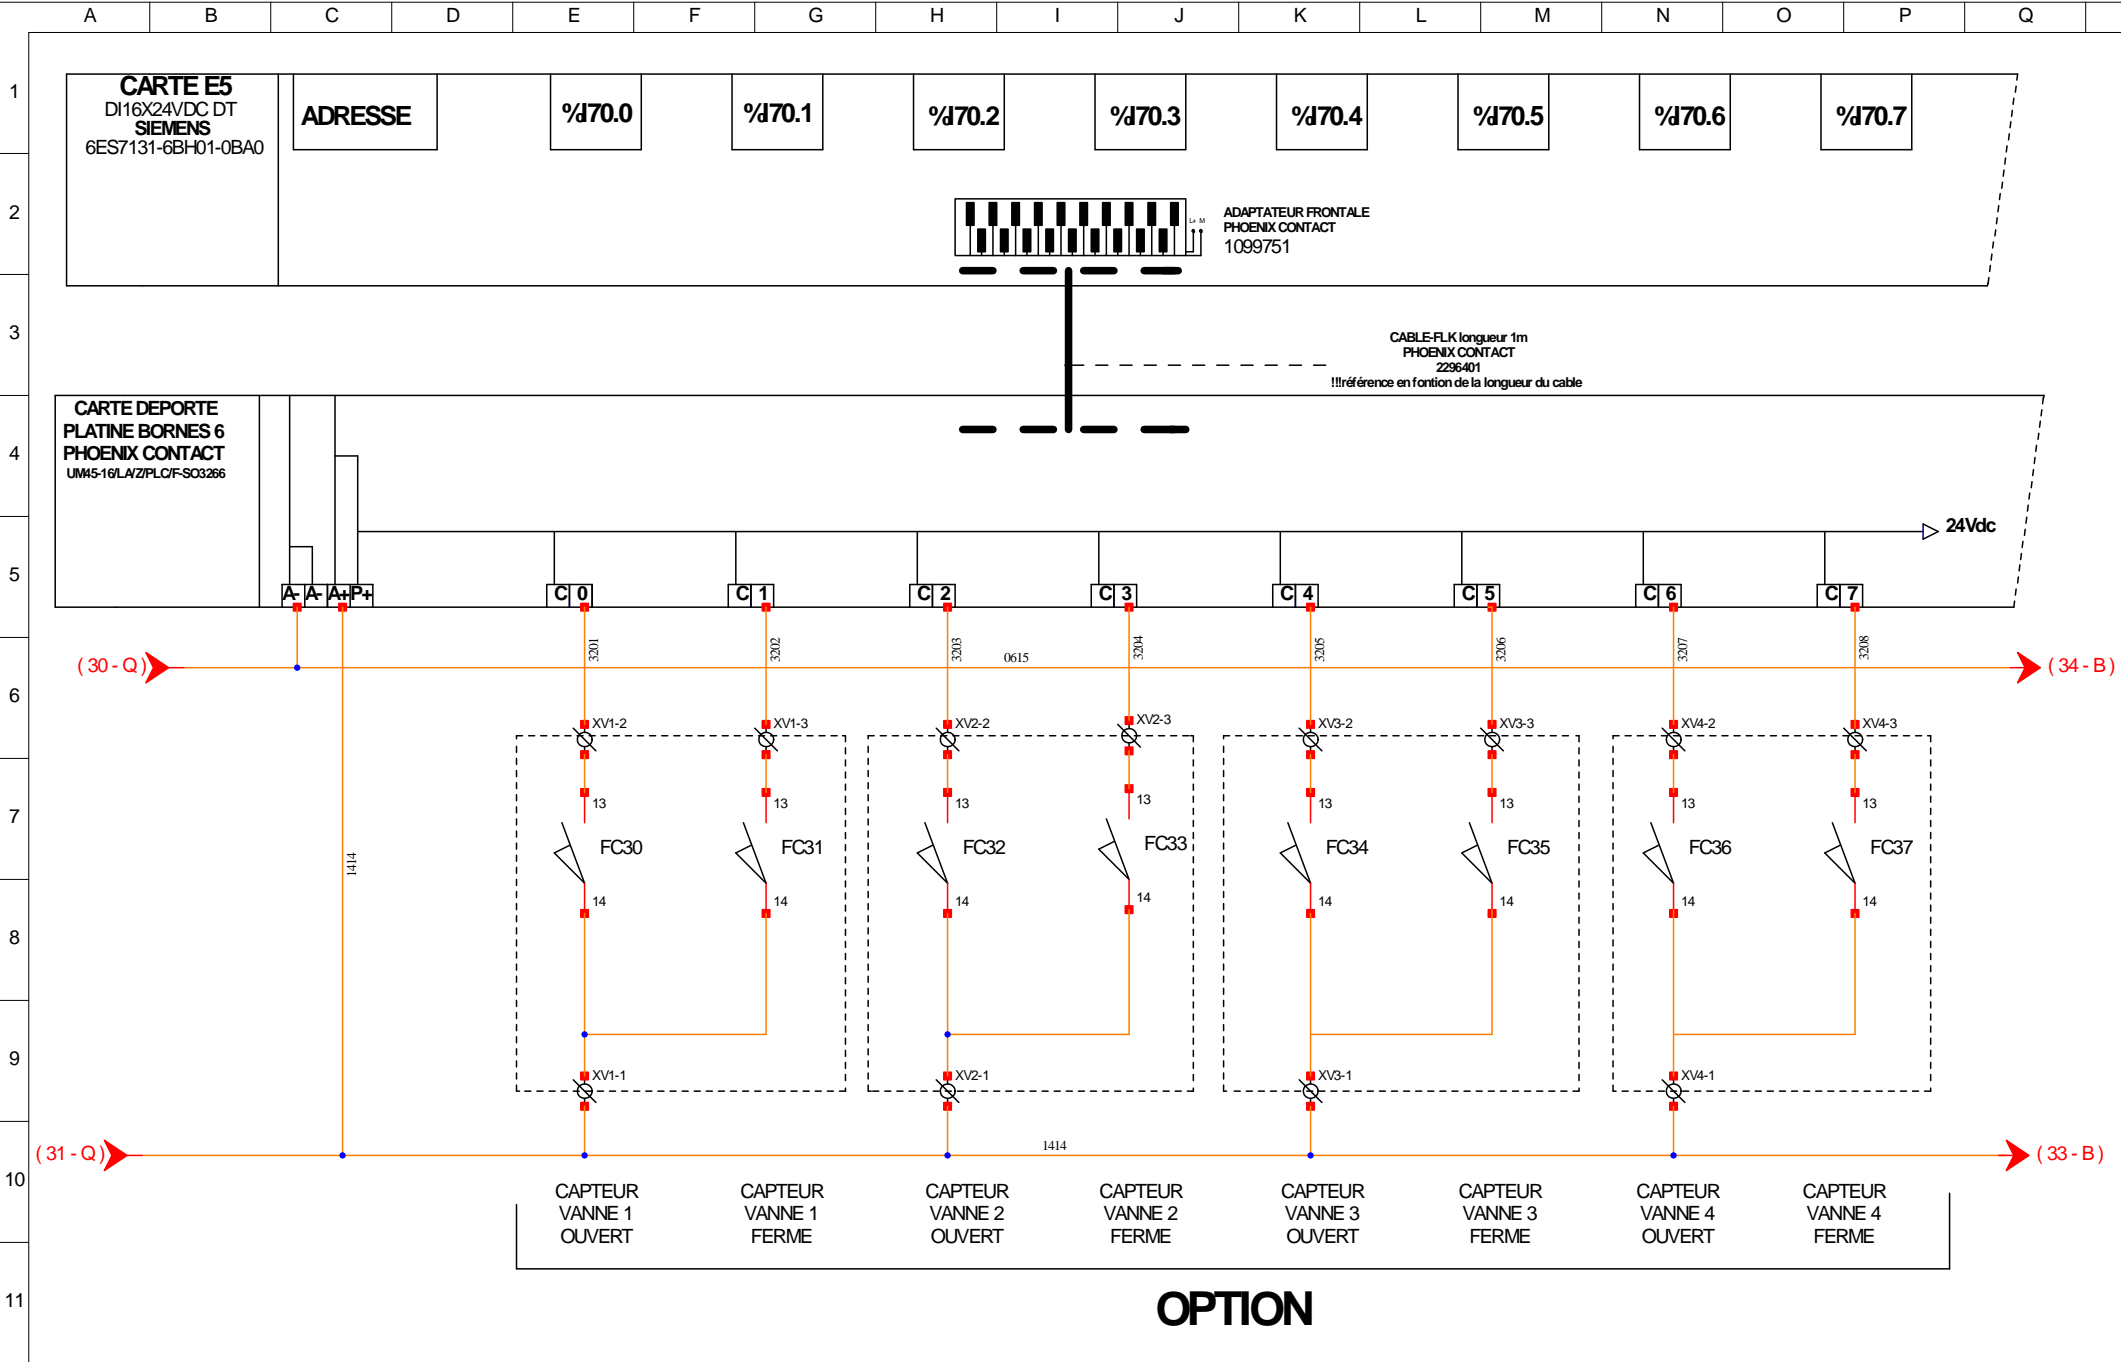 A B C D E F G H I J K L M N O P Q
1
CARTE E5
DI16X24VDC DT
SIEMENS
6ES7131-6BH01-0BA0
ADRESSE
%I70.0
%I70.1
%I70.2
%I70.3
%I70.4
%I70.5
%I70.6
%I70.7
2
L+ M
ADAPTATEUR FRONTALE
PHOENIX CONTACT
1099751
3
CABLE-FLK longueur 1m
PHOENIX CONTACT
2296401
!!!référence en fontion de la longueur du cable
4
CARTE DEPORTE
PLATINE BORNES 6
PHOENIX CONTACT
UM45-16/LA/Z/PLC/F-SO3266
24Vdc
5
A- A- A+ P+
C 0
C 1
C 2
C 3
C 4
C 5
C 6
C 7
3201
3202
3203
3204
3205
3206
3207
3208
( 30 - Q )
0615
( 34 - B )
6
XV1-2
XV1-3
XV2-2
XV2-3
XV3-2
XV3-3
XV4-2
XV4-3
7
13
13
13
13
13
13
13
13
FC30
FC31
FC32
FC33
FC34
FC35
FC36
FC37
1414
14
14
14
14
14
14
14
14
8
9
XV1-1
XV2-1
XV3-1
XV4-1
( 31 - Q )
1414
( 33 - B )
10
CAPTEUR
VANNE 1
OUVERT
CAPTEUR
VANNE 1
FERME
CAPTEUR
VANNE 2
OUVERT
CAPTEUR
VANNE 2
FERME
CAPTEUR
VANNE 3
OUVERT
CAPTEUR
VANNE 3
FERME
CAPTEUR
VANNE 4
OUVERT
CAPTEUR
VANNE 4
FERME
11
OPTION